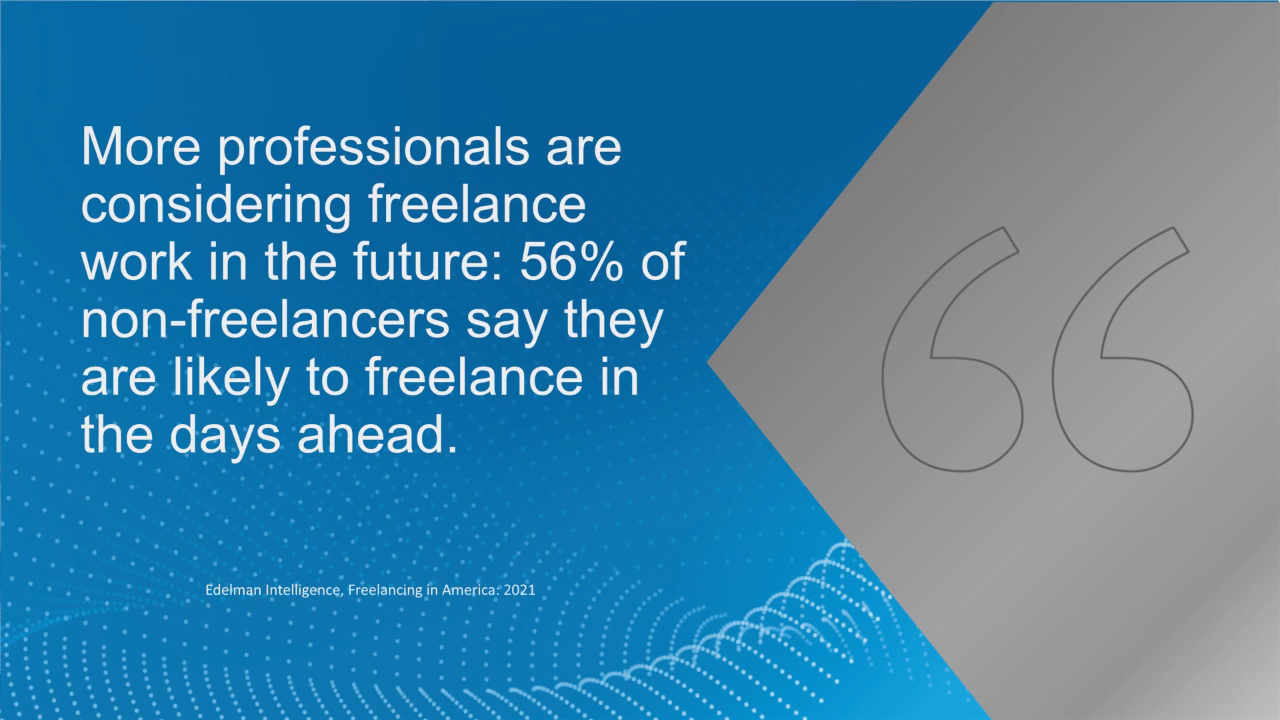 More professionals are
considering freelance
work in the future: 56% of
non-freelancers say they
are likely to freelance in
the days ahead.
Edelman Intelligence, Freelancing in America: 2021